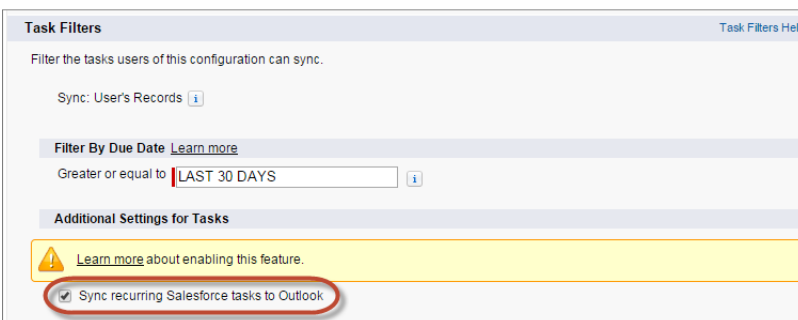 Task Filters
Task Filters Hel
Filter the tasks users of this configuration can sync.
Sync: User's Records i
Filter By Due Date Learn more
Greater or equal to LAST 30 DAYS i
Additional Settings for Tasks
Learn more about enabling this feature.
Sync recurring Salesforce tasks to Outlook